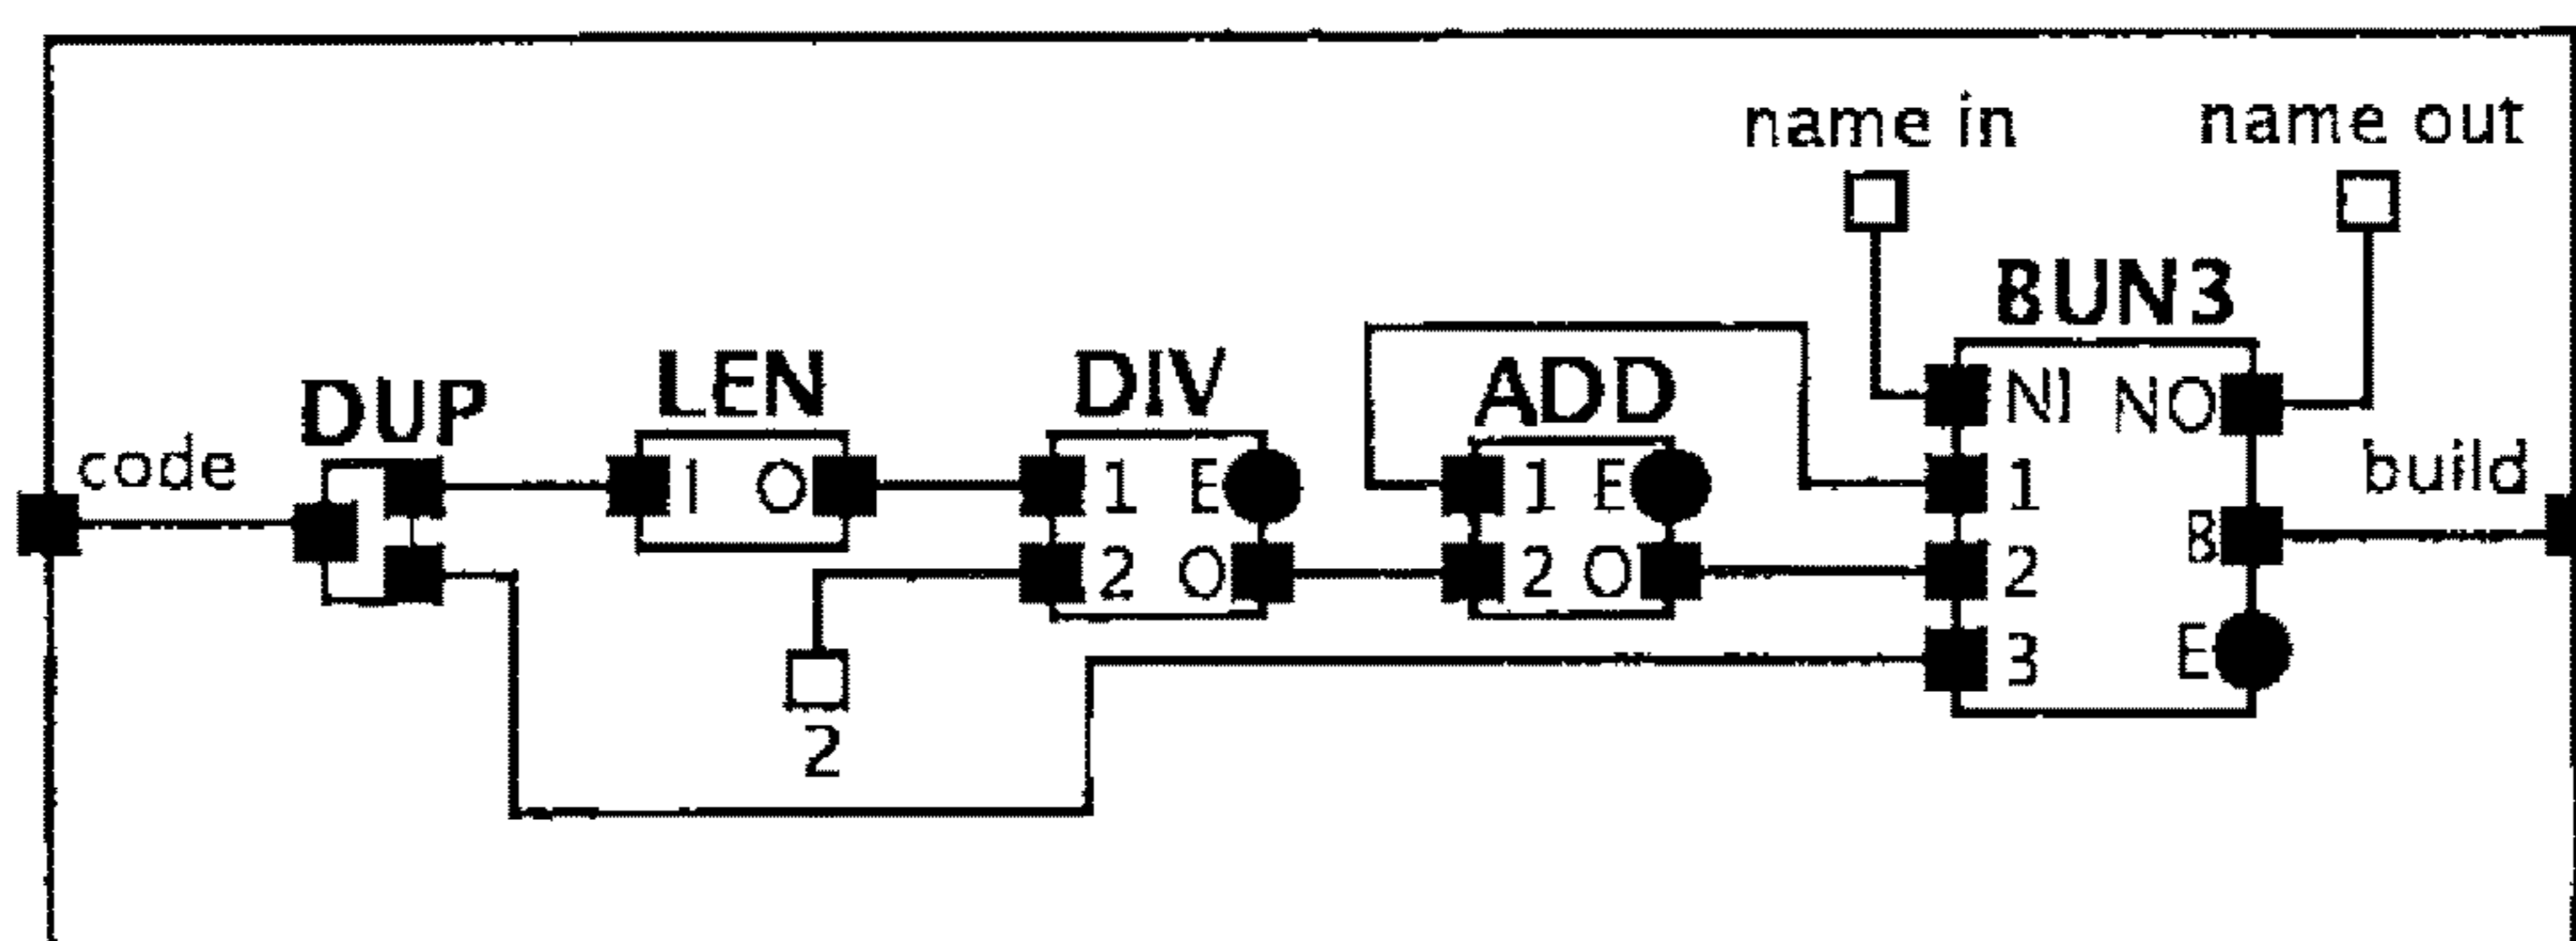 name in
name out
BUN3
LEN
DIV
ADD
DUP
NI NO
code
I O
1 E
1 E
1
build
2 O
2 O
2
B
3
E
2